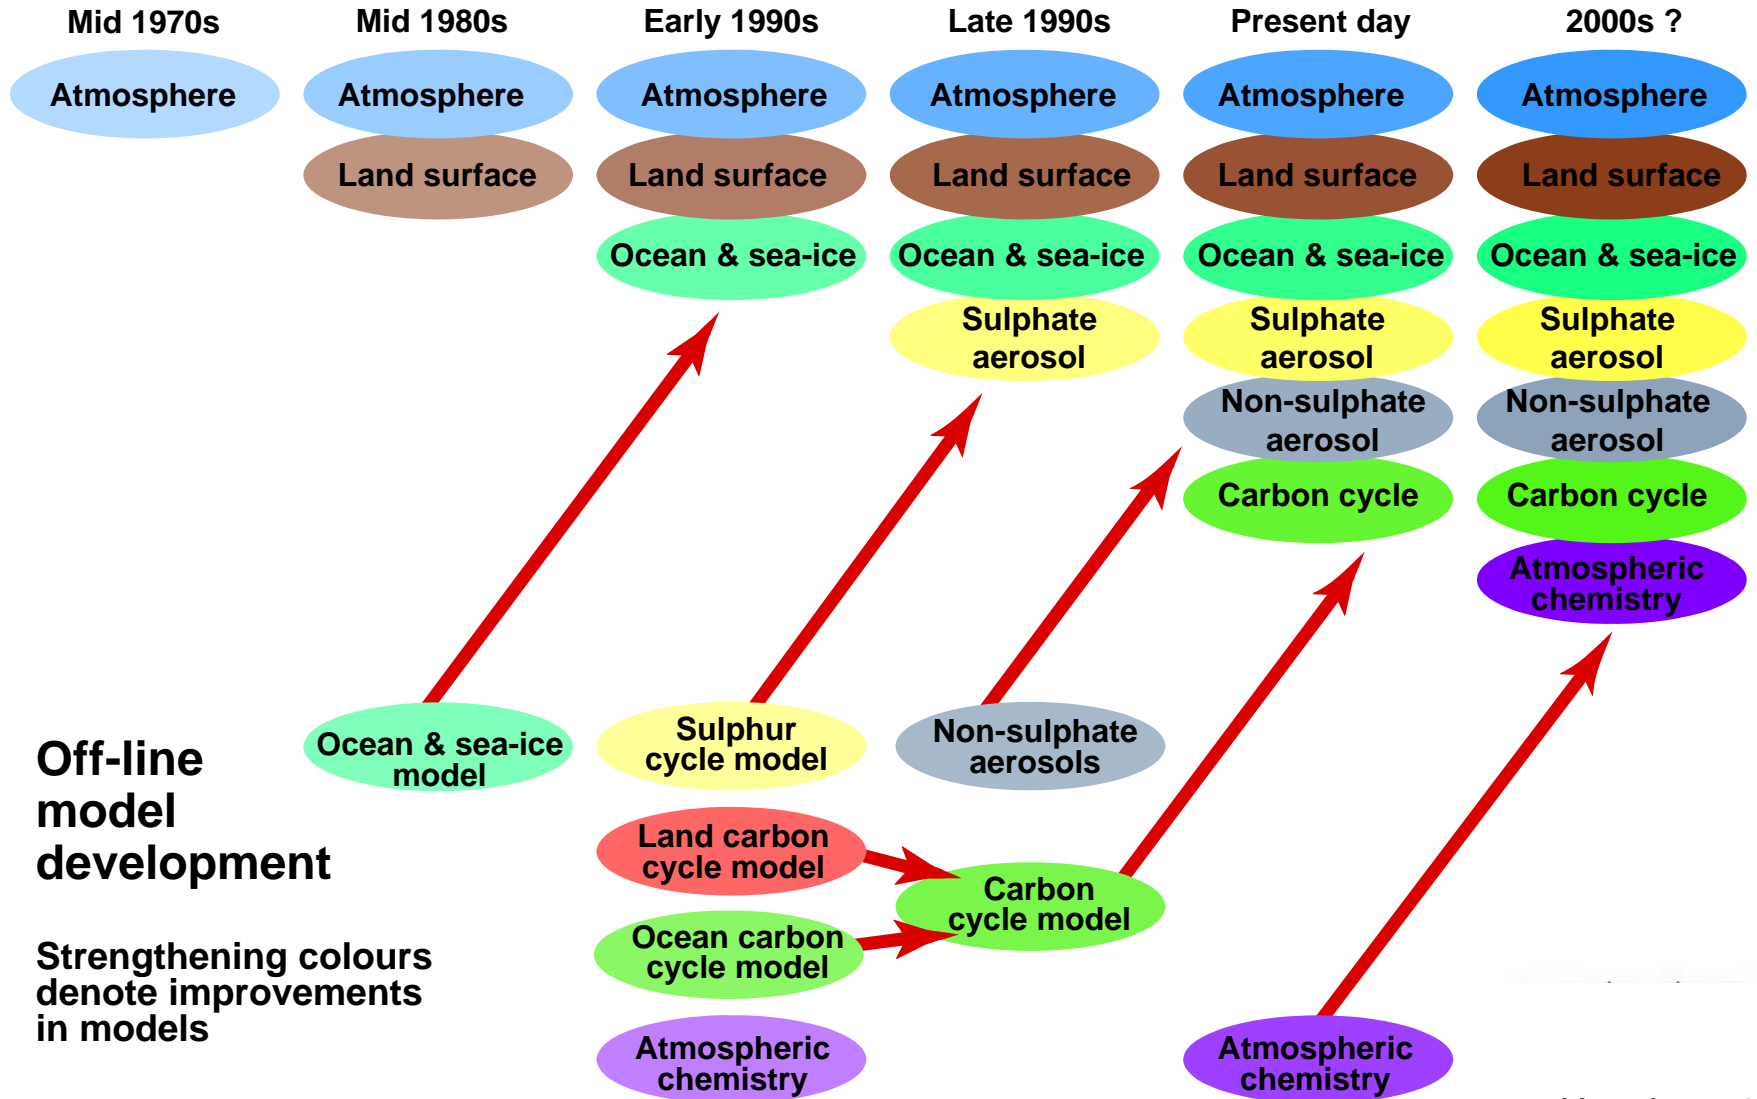 Mid 1970s
Mid 1980s
Early 1990s
Late 1990s
Present day
2000s ?
Atmosphere
Atmosphere
Atmosphere
Atmosphere
Atmosphere
Atmosphere
Land surface
Land surface
Land surface
Land surface
Land surface
Ocean & sea-ice
Ocean & sea-ice
Ocean & sea-ice
Ocean & sea-ice
Sulphate
aerosol
Sulphate
aerosol
Sulphate
aerosol
Non-sulphate
aerosol
Non-sulphate
aerosol
Carbon cycle
Carbon cycle
Atmospheric
chemistry
Off-line
model
development
Strengthening colours
denote improvements
in models
Ocean & sea-ice
model
Sulphur
cycle model
Non-sulphate
aerosols
Land carbon
cycle model
Carbon
cycle model
Ocean carbon
cycle model
Atmospheric
chemistry
Atmospheric
chemistry